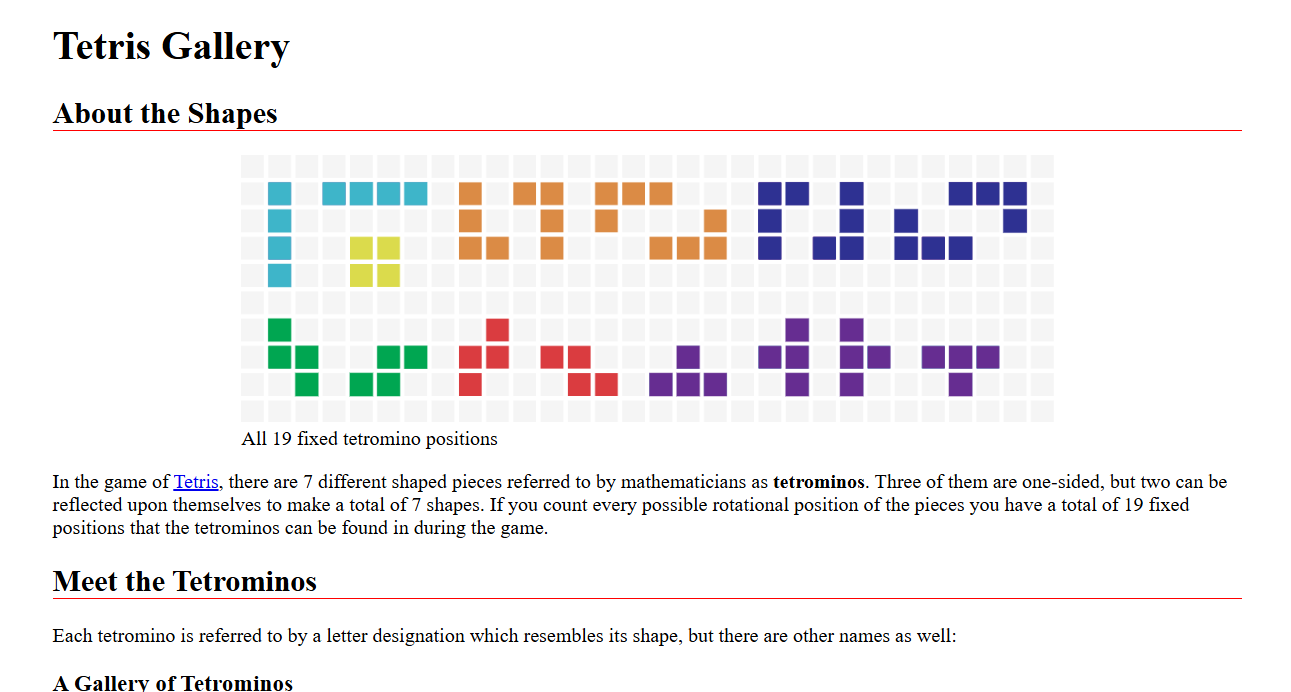 Tetris Gallery
About the Shapes
All 19 fixed tetromino positions
In the game of Tetris, there are 7 different shaped pieces referred to by mathematicians as tetrominos. Three of them are one-sided, but two can be
reflected upon themselves to make a total of 7 shapes. If you count every possible rotational position of the pieces you have a total of 19 fixed
positions that the tetrominos can be found in during the game.
Meet the Tetrominos
Each tetromino is referred to by a letter designation which resembles its shape, but there are other names as well:
A Gallery of Tetrominos